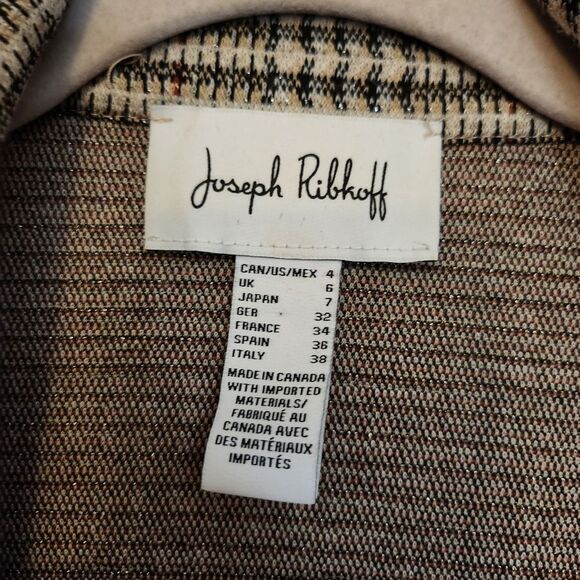 Joseph Ribkoff
CAN/US/MEX 4
UK 6
JAPAN 7
GER 32
FRANCE 34
SPAIN 36
ITALY 38
MADE IN CANADA
WITH IMPORTED
MATERIALS/
FABRIQUÉ AU
CANADA AVEC
DES MATÉRIAUX
IMPORTÉS